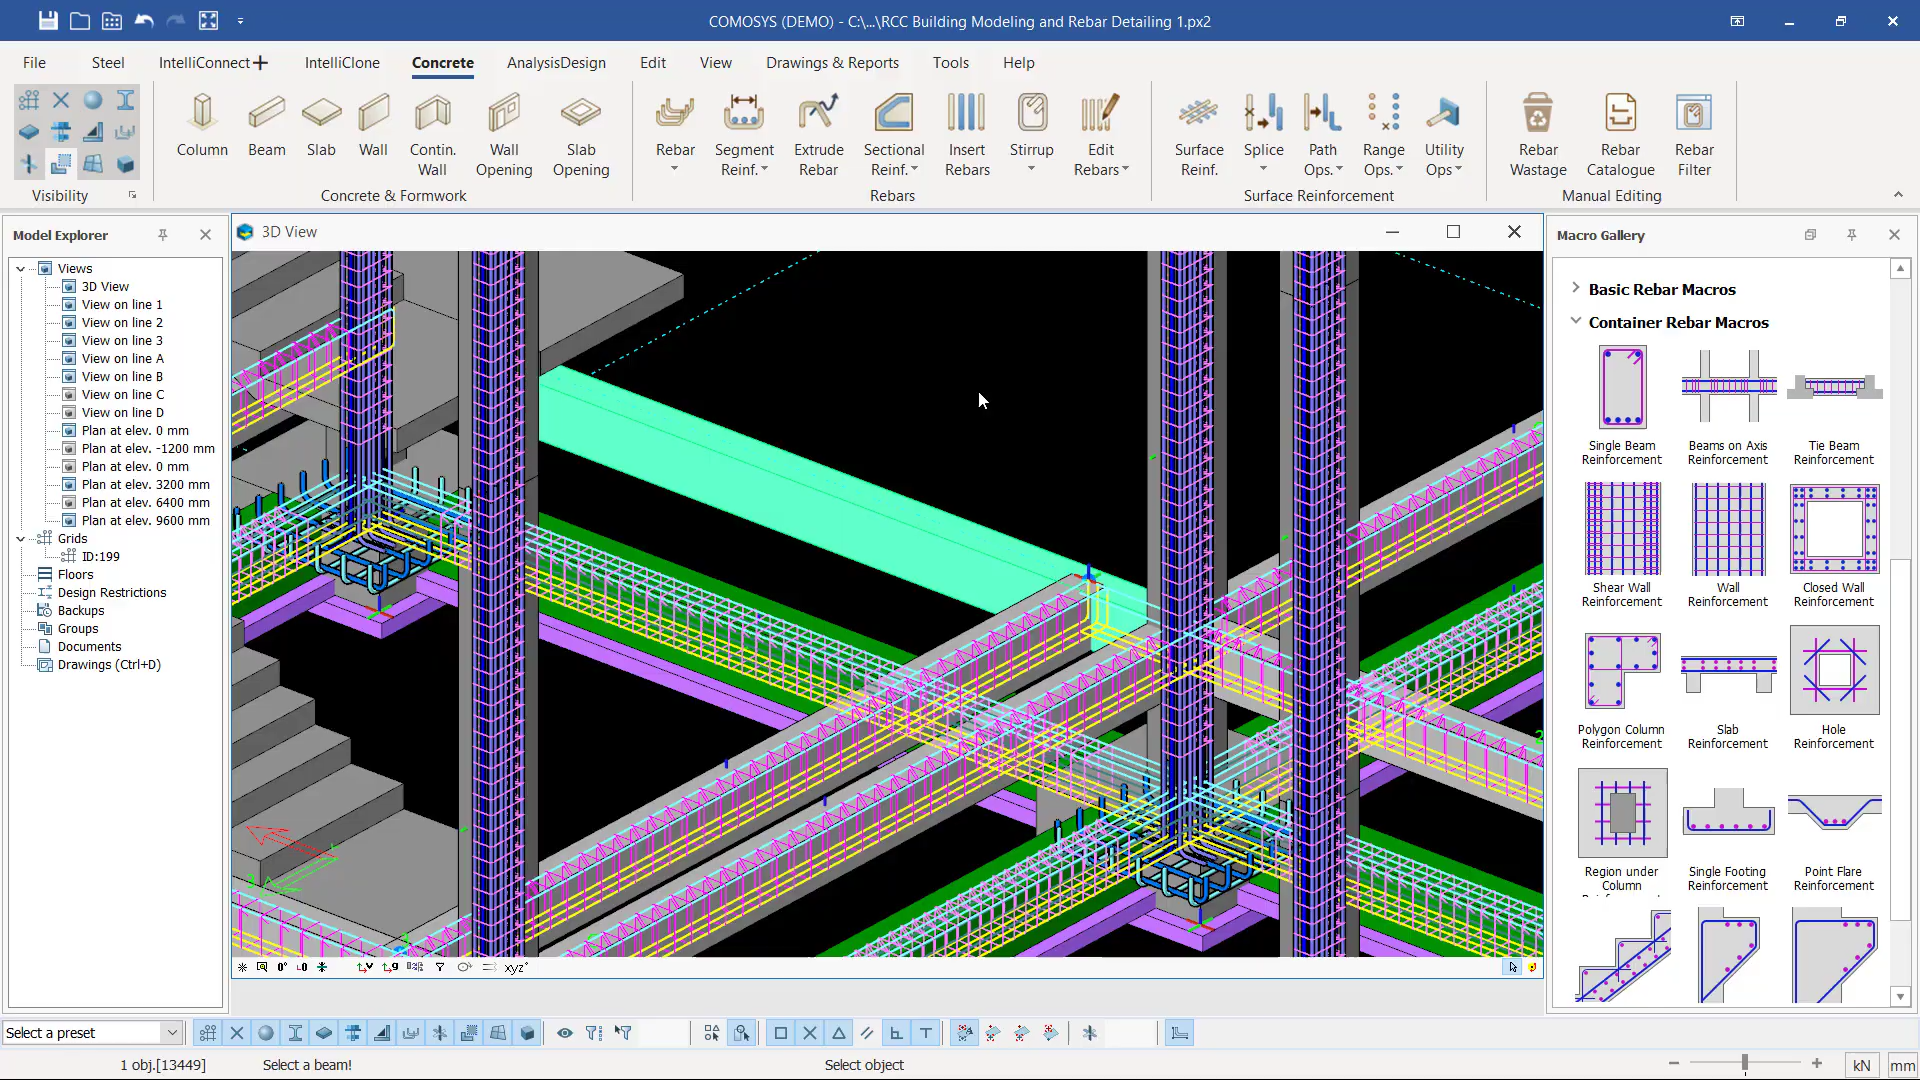 COMOSYS (DEMO) - C:\...\RCC Building Modeling and Rebar Detailing 1.px2
File
Steel
IntelliConnect+
IntelliClone
Concrete
AnalysisDesign
Edit
View
Drawings & Reports
Tools
Help
Column
Beam
Slab
Wall
Contin. Wall
Wall Opening
Slab Opening
Rebar
Segment Reinf.
Extrude Rebar
Sectional Reinf.
Insert Rebars
Stirrup
Edit Rebars
Surface Reinf.
Splice
Path Ops.
Range Ops.
Utility Ops
Rebar Wastage
Rebar Catalogue
Rebar Filter
Visibility
Concrete & Formwork
Rebars
Surface Reinforcement
Manual Editing
Model Explorer
Views
3D View
View on line 1
View on line 2
View on line 3
View on line A
View on line B
View on line C
View on line D
Plan at elev. 0 mm
Plan at elev. -1200 mm
Plan at elev. 0 mm
Plan at elev. 3200 mm
Plan at elev. 6400 mm
Plan at elev. 9600 mm
Grids
ID:199
Floors
Design Restrictions
Backups
Groups
Documents
Drawings (Ctrl+D)
3D View
xyz
Macro Gallery
Basic Rebar Macros
Container Rebar Macros
Single Beam Reinforcement
Beams on Axis Reinforcement
Tie Beam Reinforcement
Shear Wall Reinforcement
Wall Reinforcement
Closed Wall Reinforcement
Polygon Column Reinforcement
Slab Reinforcement
Hole Reinforcement
Region under Column
Single Footing Reinforcement
Point Flare Reinforcement
Select a preset
1 obj.[13449]
Select a beam!
Select object
kN
mm